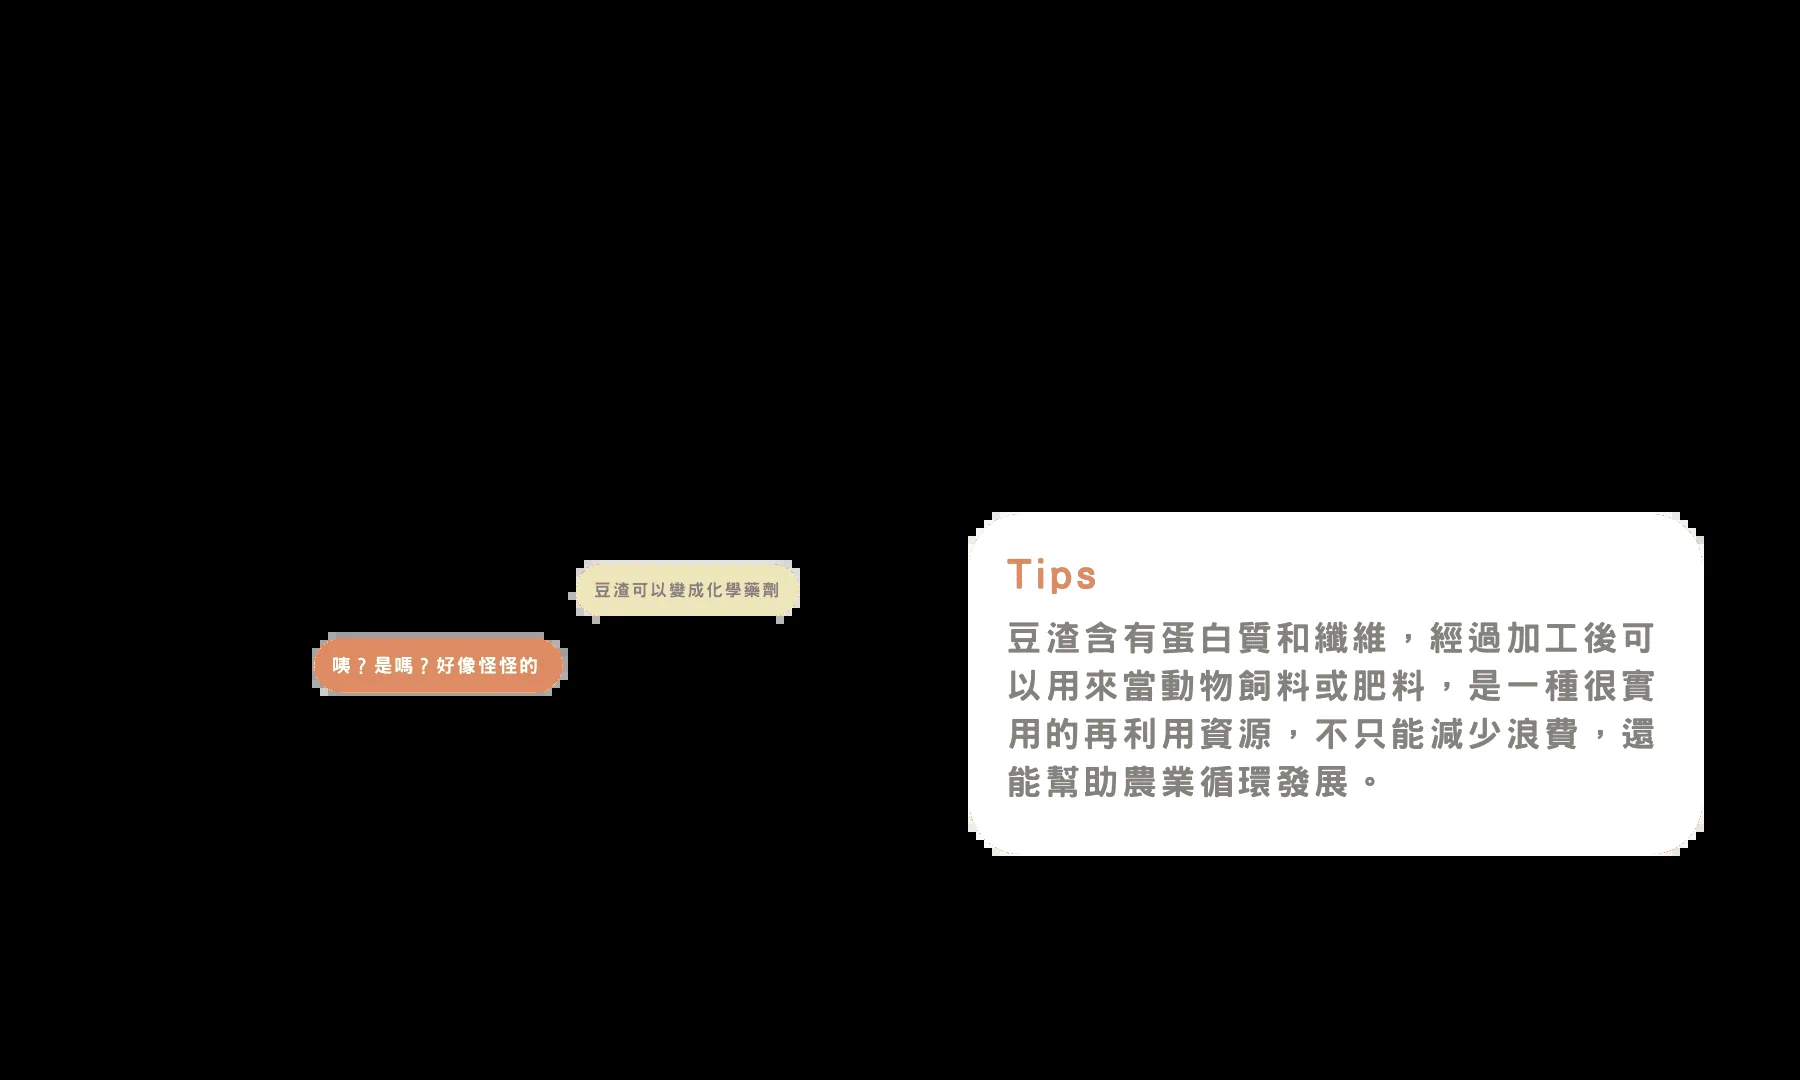 豆渣可以變成化學藥劑
咦？是嗎？好像怪怪的
Tips
豆渣含有蛋白質和纖維，經過加工後可
以用來當動物飼料或肥料，是一種很實
用的再利用資源，不只能減少浪費，還
能幫助農業循環發展。